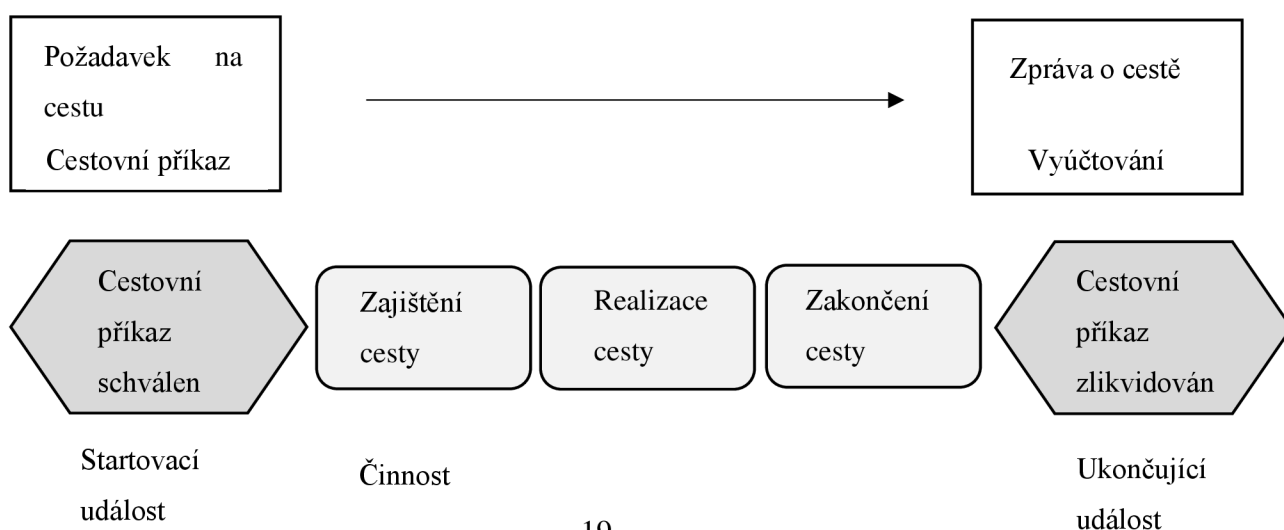 Požadavek na
cestu
Cestovní příkaz
Zpráva o cestě
Vyúčtování
Cestovní
příkaz
schválen
Zajištění
cesty
Realizace
cesty
Zakončení
cesty
Cestovní
příkaz
zlikvidován
Startovací
událost
Činnost
Ukončující
událost